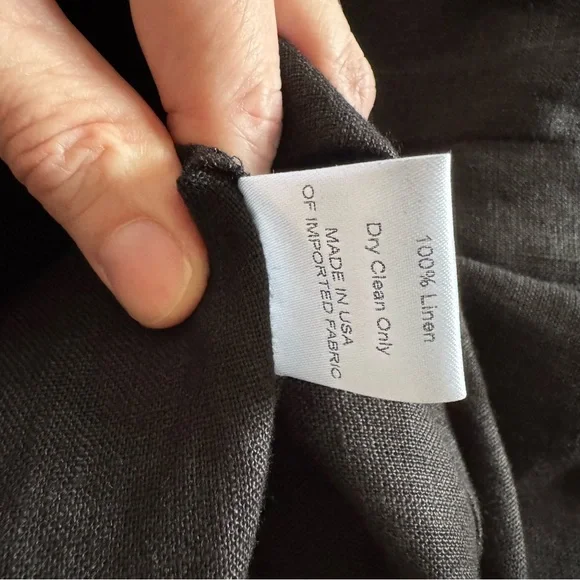 100% Linen
Dry Clean Only
MADE IN USA
OF IMPORTED FABRIC